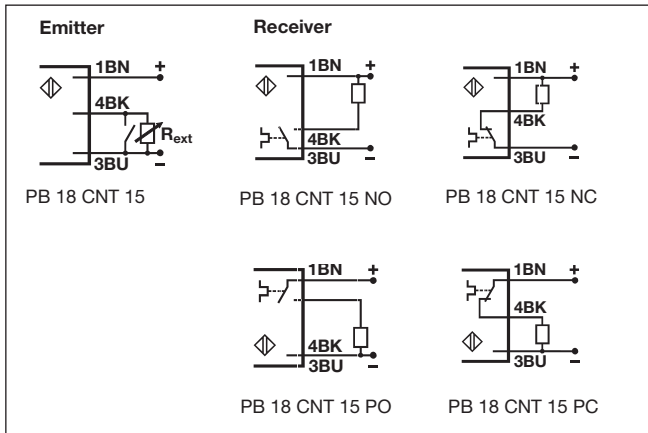 Emitter
Receiver
1BN +
4BK
Rext
3BU –
PB 18 CNT 15
1BN +
4BK
3BU –
PB 18 CNT 15 NO
1BN +
4BK
3BU –
PB 18 CNT 15 NC
1BN +
4BK
3BU –
PB 18 CNT 15 PO
1BN +
4BK
3BU –
PB 18 CNT 15 PC